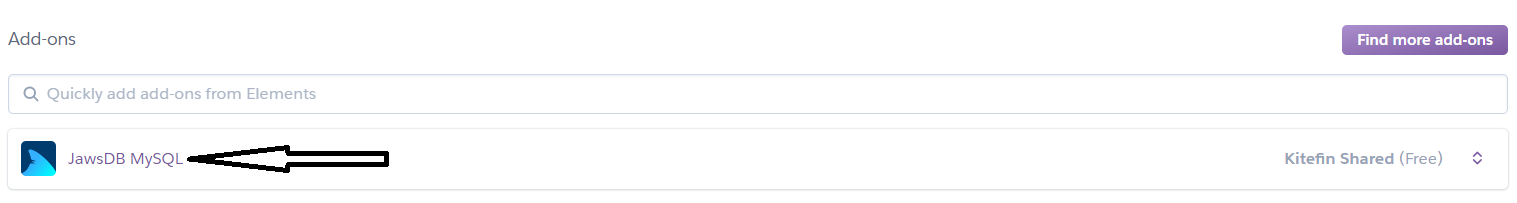 Add-ons
Find more add-ons
Quickly add add-ons from Elements
JawsDB MySQL
Kitefin Shared (Free)